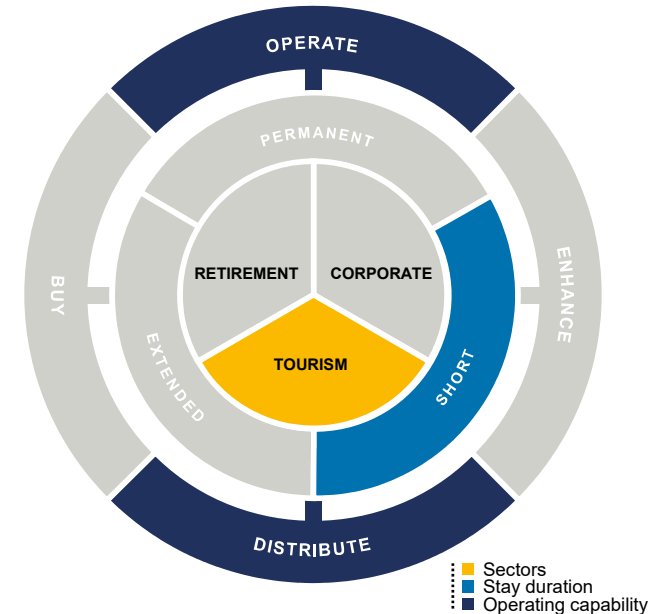 OPERATE
PERMANENT
RETIREMENT
CORPORATE
BUY
ENHANCE
TOURISM
EXTENDED
SHORT
DISTRIBUTE
Sectors
Stay duration
Operating capability